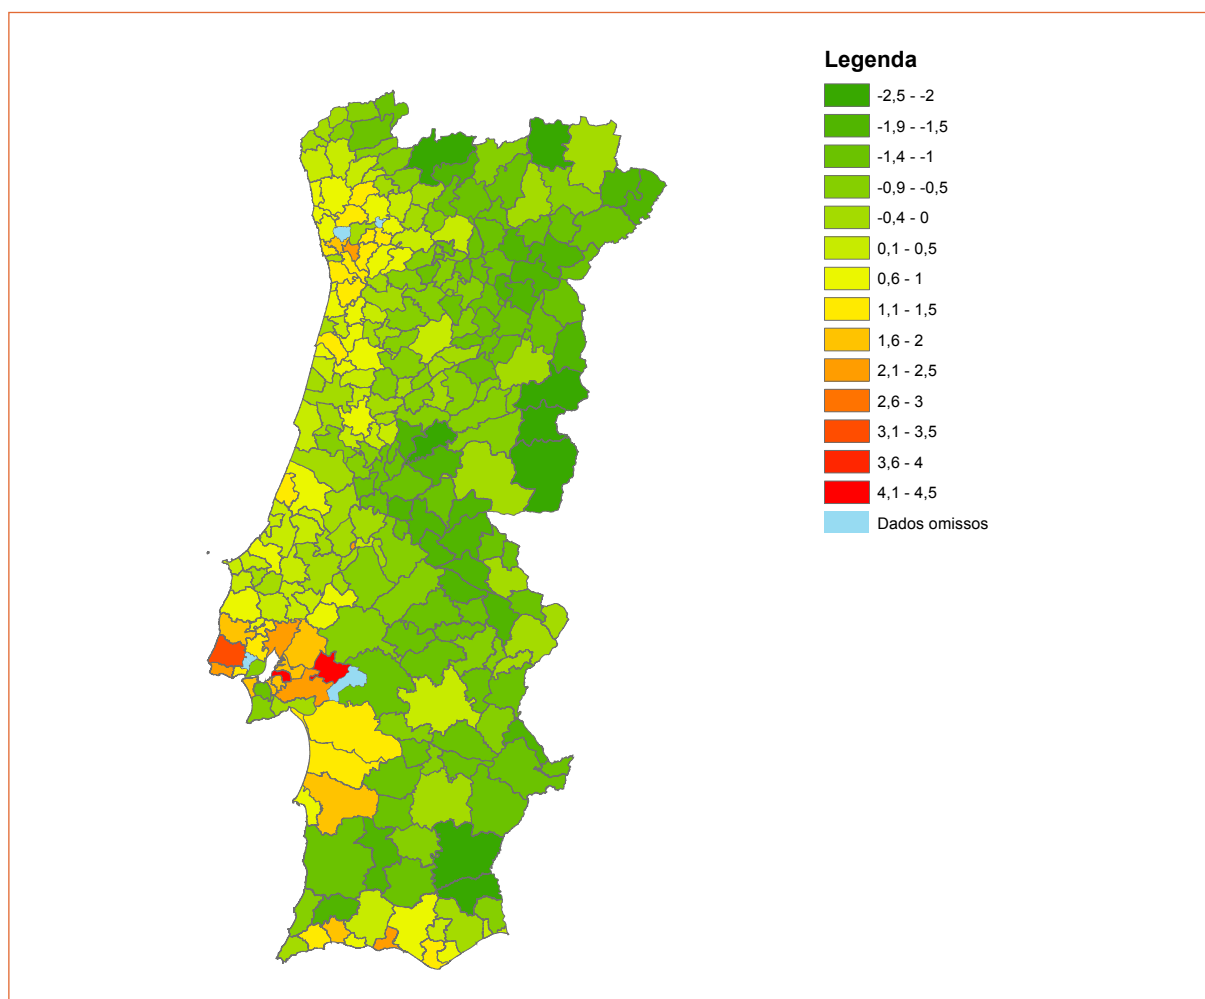 Legenda
-2,5 - -2
-1,9 - -1,5
-1,4 - -1
-0,9 - -0,5
-0,4 - 0
0,1 - 0,5
0,6 - 1
1,1 - 1,5
1,6 - 2
2,1 - 2,5
2,6 - 3
3,1 - 3,5
3,6 - 4
4,1 - 4,5
Dados omissos